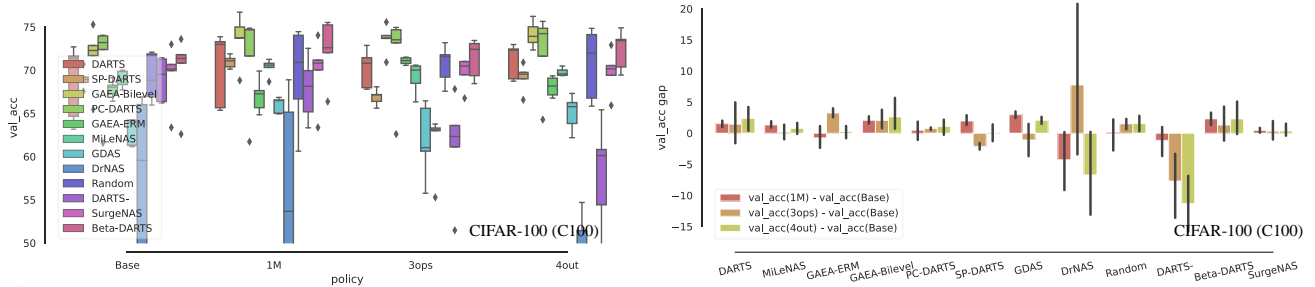 75
70
65
60
55
50
val_acc
DARTS
SP-DARTS
GAEA-Bilevel
PC-DARTS
GAEA-ERM
MiLeNAS
GDAS
DrNAS
Random
DARTS-
SurgeNAS
Beta-DARTS
CIFAR-100 (C100)
Base
1M
3ops
4out
policy
20
15
10
5
0
−5
−10
−15
val_acc gap
val_acc(1M) - val_acc(Base)
val_acc(3ops) - val_acc(Base)
val_acc(4out) - val_acc(Base)
CIFAR-100 (C100)
DARTS
MiLeNAS
GAEA-ERM
GAEA-Bilevel
PC-DARTS
SP-DARTS
GDAS
DrNAS
Random
DARTS-
Beta-DARTS
SurgeNAS